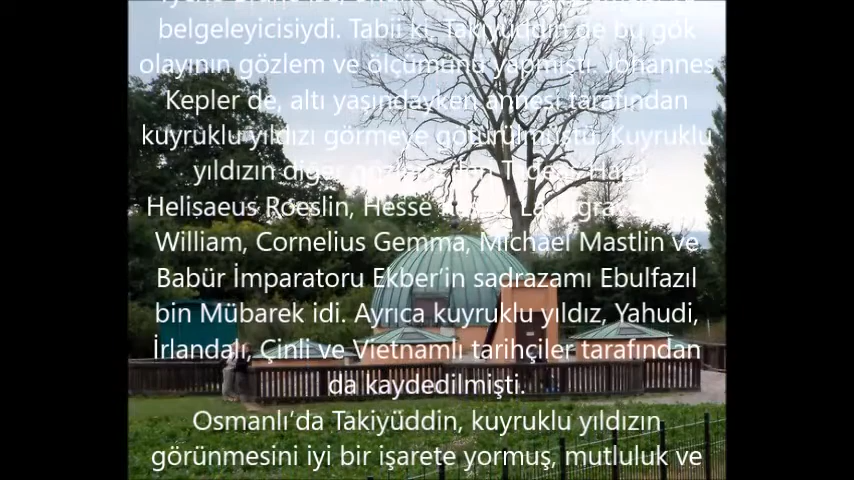 belgeleyicisiydi. Tabii ki, Takiyüddin de bu gök
olayının gözlem ve ölçümünü yapmıştı. Johannes
Kepler de, altı yaşındayken annesi tarafından
kuyruklu yıldızı görmeye götürülmüştü. Kuyruklu
yıldızın diğer
Helisaeus Roeslin, Hesse
William, Cornelius Gemma, Michael Mastlin ve
Babür İmparatoru Ekber’in sadrazamı Ebulfazıl
bin Mübarek idi. Ayrıca kuyruklu yıldız, Yahudi,
İrlandalı, Çinli ve Vietnamlı tarihçiler tarafından
da kaydedilmişti.
Osmanlı’da Takiyüddin, kuyruklu yıldızın
görünmesini iyi bir işarete yormuş, mutluluk ve